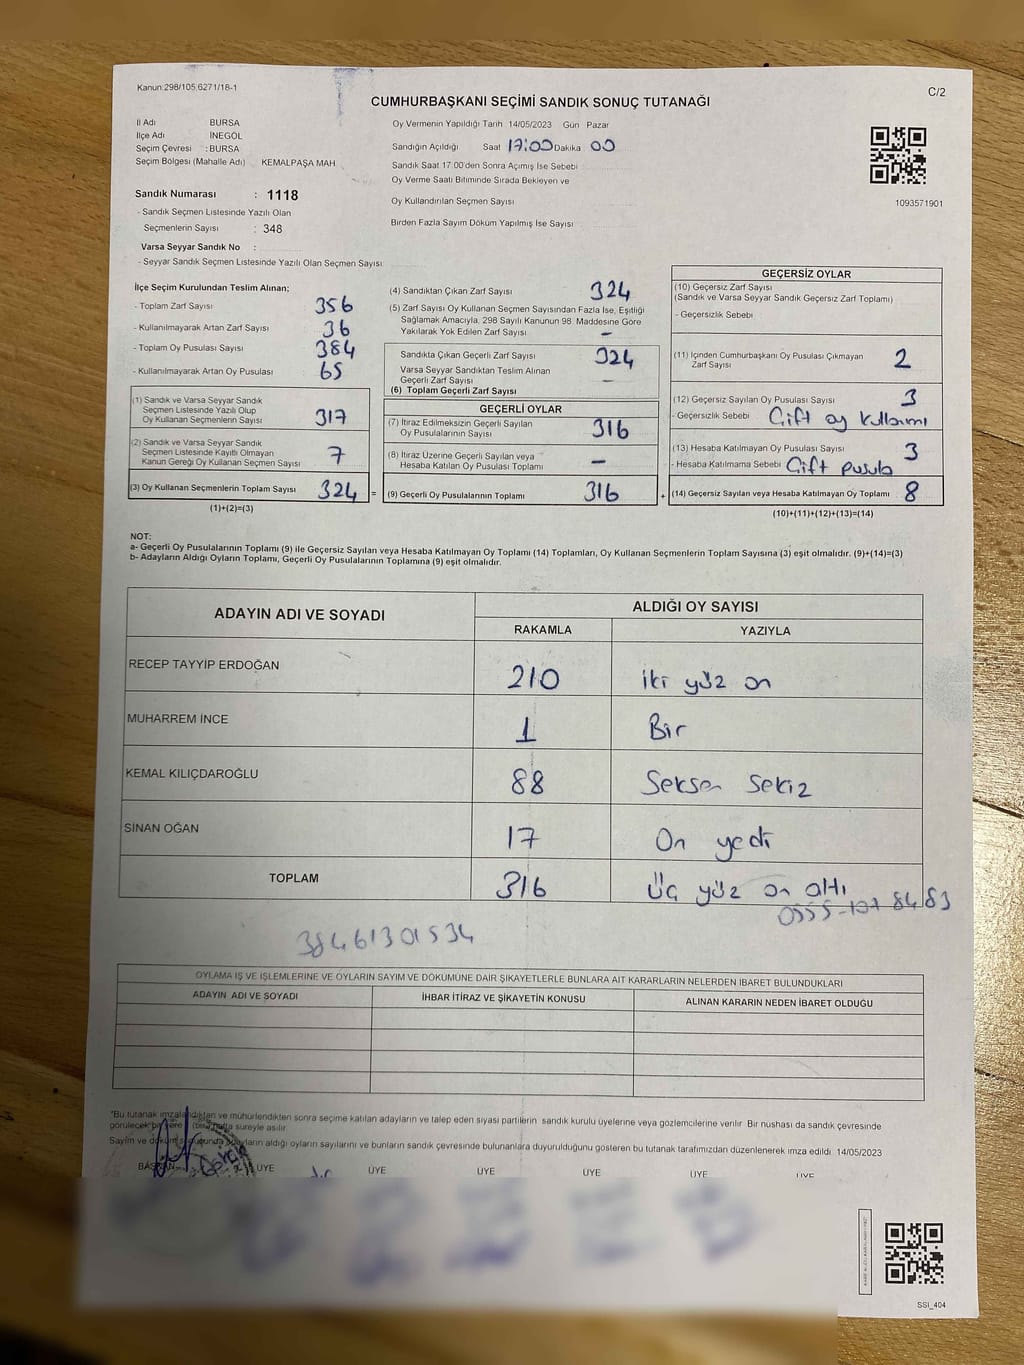 Kanun:298/105 6271/18-1
C/2
CUMHURBAŞKANI SEÇİMİ SANDIK SONUÇ TUTANAĞI
İl Adı BURSA
İlçe Adı İNEGÖL
Seçim Çevresi : BURSA
Seçim Bölgesi (Mahalle Adı) KEMALPAŞA MAH
Oy Vermenin Yapıldığı Tarih 14/05/2023 Gün Pazar
Sandığın Açıldığı Saat 17:00 Dakika 00
Sandık Saat 17:00'den Sonra Açımış İse Sebebi
Oy Verme Saati Bitiminde Sırada Bekleyen ve
Oy Kullandırılan Seçmen Sayısı
Birden Fazla Sayım Döküm Yapılmış İse Sayısı
1093571901
Sandık Numarası : 1118
- Sandık Seçmen Listesinde Yazılı Olan
Seçmenlerin Sayısı : 348
Varsa Seyyar Sandık No :
- Seyyar Sandık Seçmen Listesinde Yazılı Olan Seçmen Sayısı
İlçe Seçim Kurulundan Teslim Alınan;
- Toplam Zarf Sayısı 356
- Kullanılmayarak Artan Zarf Sayısı 36
- Toplam Oy Pusulası Sayısı 384
- Kullanılmayarak Artan Oy Pusulası 65
(1) Sandık ve Varsa Seyyar Sandık
Seçmen Listesinde Yazılı Olup
Oy Kullanan Seçmenlerin Sayısı 317
(2) Sandık ve Varsa Seyyar Sandık
Seçmen Listesinde Kayıtlı Olmayan
Kanun Gereği Oy Kullanan Seçmen Sayısı 7
(3) Oy Kullanan Seçmenlerin Toplam Sayısı 324 =
(1)+(2)=(3)
(4) Sandıktan Çıkan Zarf Sayısı 324
(5) Zarf Sayısı Oy Kullanan Seçmen Sayısından Fazla İse, Eşitliği
Sağlamak Amacıyla, 298 Sayılı Kanunun 98. Maddesine Göre
Yakılarak Yok Edilen Zarf Sayısı –
Sandıkta Çıkan Geçerli Zarf Sayısı 324
Varsa Seyyar Sandıktan Teslim Alınan
Geçerli Zarf Sayısı –
(6) Toplam Geçerli Zarf Sayısı
GEÇERLİ OYLAR
(7) İtiraz Edilmeksizin Geçerli Sayılan
Oy Pusulalarının Sayısı 316
(8) İtiraz Üzerine Geçerli Sayılan veya
Hesaba Katılan Oy Pusulası Toplamı –
(9) Geçerli Oy Pusulalarının Toplamı 316 +
GEÇERSİZ OYLAR
(10) Geçersiz Zarf Sayısı
(Sandık ve Varsa Seyyar Sandık Geçersiz Zarf Toplamı)
- Geçersizlik Sebebi
(11) İçinden Cumhurbaşkanı Oy Pusulası Çıkmayan
Zarf Sayısı 2
(12) Geçersiz Sayılan Oy Pusulası Sayısı 3
- Geçersizlik Sebebi Çift oy kullanımı
(13) Hesaba Katılmayan Oy Pusulası Sayısı 3
- Hesaba Katılmama Sebebi Çift pusula
(14) Geçersiz Sayılan veya Hesaba Katılmayan Oy Toplamı 8
(10)+(11)+(12)+(13)=(14)
NOT:
a- Geçerli Oy Pusulalarının Toplamı (9) ile Geçersiz Sayılan veya Hesaba Katılmayan Oy Toplamı (14) Toplamları, Oy Kullanan Seçmenlerin Toplam Sayısına (3) eşit olmalıdır. (9)+(14)=(3)
b- Adayların Aldığı Oyların Toplamı, Geçerli Oy Pusulalarının Toplamına (9) eşit olmalıdır.
ADAYIN ADI VE SOYADI
ALDIĞI OY SAYISI
RAKAMLA YAZIYLA
RECEP TAYYİP ERDOĞAN 210 iki yüz on
MUHARREM İNCE 1 Bir
KEMAL KILIÇDAROĞLU 88 Seksen Sekiz
SİNAN OĞAN 17 On yedi
TOPLAM 316 Üç yüz on altı
38461301534
OYLAMA İŞ VE İŞLEMLERİNE VE OYLARIN SAYIM VE DÖKÜMÜNE DAİR ŞİKAYETLERLE BUNLARA AİT KARARLARIN NELERDEN İBARET BULUNDUKLARI
ADAYIN ADI VE SOYADI İHBAR İTİRAZ VE ŞİKAYETİN KONUSU ALINAN KARARIN NEDEN İBARET OLDUĞU
*Bu tutanak imzalandıktan ve mühürlendikten sonra seçime katılan adayların ve talep eden siyasi partilerin sandık kurulu üyelerine veya gözlemcilerine verilir. Bir nushası da sandık çevresinde
görülecek bir yere 1 (bir) hafta süreyle asılır
Sayım ve döküm sonucunda adayların aldığı oyların sayılarını ve bunların sandık çevresinde bulunanlara duyurulduğunu gösteren bu tutanak tarafımızdan düzenlenerek imza edildi. 14/05/2023
BAŞKAN ÜYE ÜYE ÜYE ÜYE ÜYE ÜYE
SSİ_404